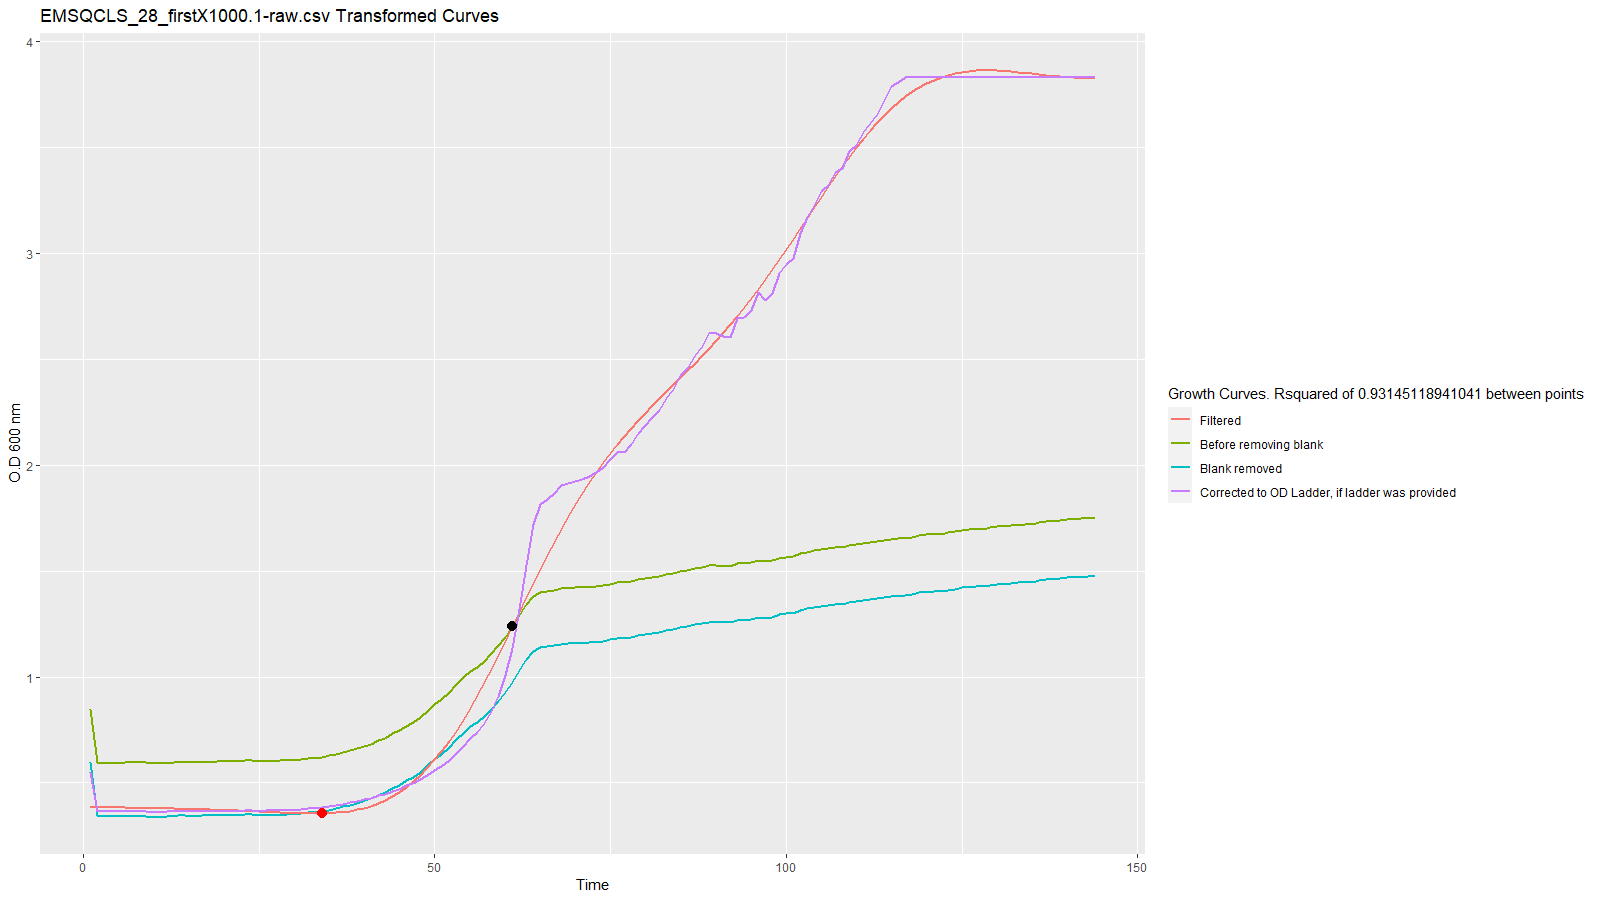 EMSQCLS_28_firstX1000.1-raw.csv Transformed Curves
4
3
2
1
O.D 600 nm
0
50
100
150
Time
Growth Curves. Rsquared of 0.93145118941041 between points
Filtered
Before removing blank
Blank removed
Corrected to OD Ladder, if ladder was provided